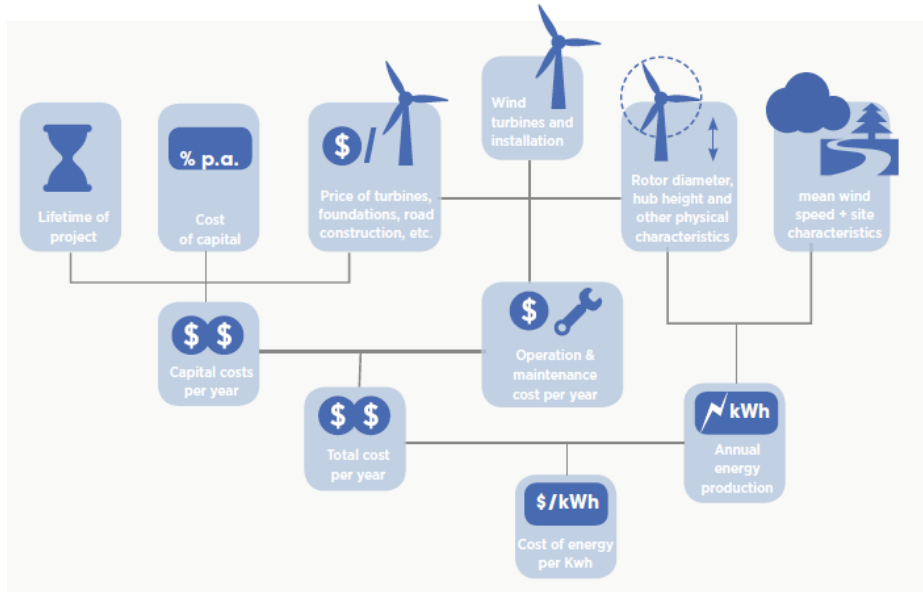 Wind
turbines and
installation
% p.a.
$/
Lifetime of
project
Cost
of capital
Price of turbines,
foundations, road
construction, etc.
Rotor diameter,
hub height and
other physical
characteristics
mean wind
speed + site
characteristics
$ $
Capital costs
per year
$
Operation &
maintenance
cost per year
$ $
Total cost
per year
kWh
Annual
energy
production
$/kWh
Cost of energy
per Kwh